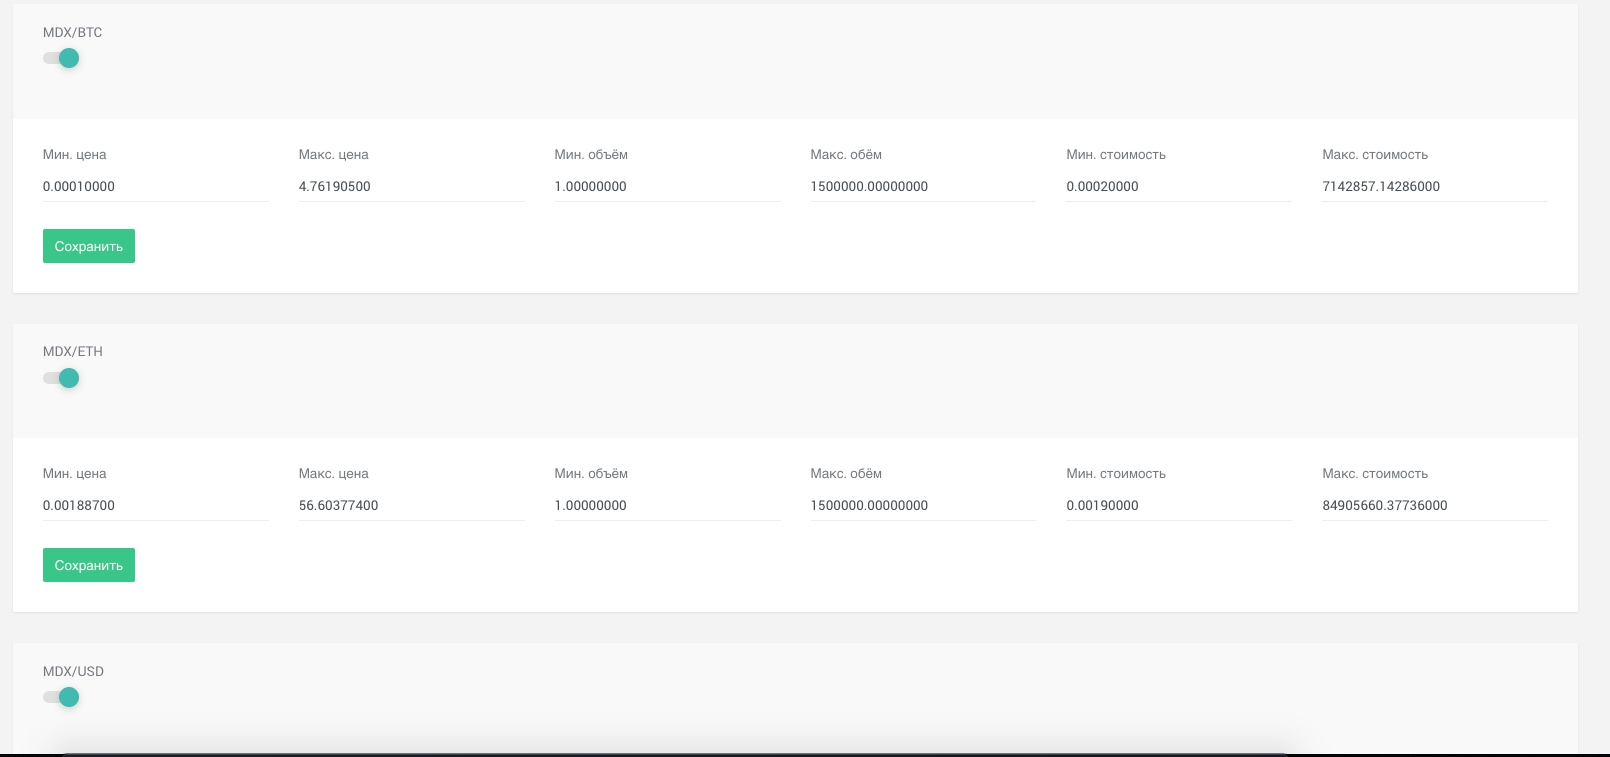 MDX/BTC
Мин. цена Макс. цена Мин. объём Макс. обём Мин. стоимость Макс. стоимость
0.00010000 4.76190500 1.00000000 1500000.00000000 0.00020000 7142857.14286000
Сохранить
MDX/ETH
Мин. цена Макс. цена Мин. объём Макс. обём Мин. стоимость Макс. стоимость
0.00188700 56.60377400 1.00000000 1500000.00000000 0.00190000 84905660.37736000
Сохранить
MDX/USD